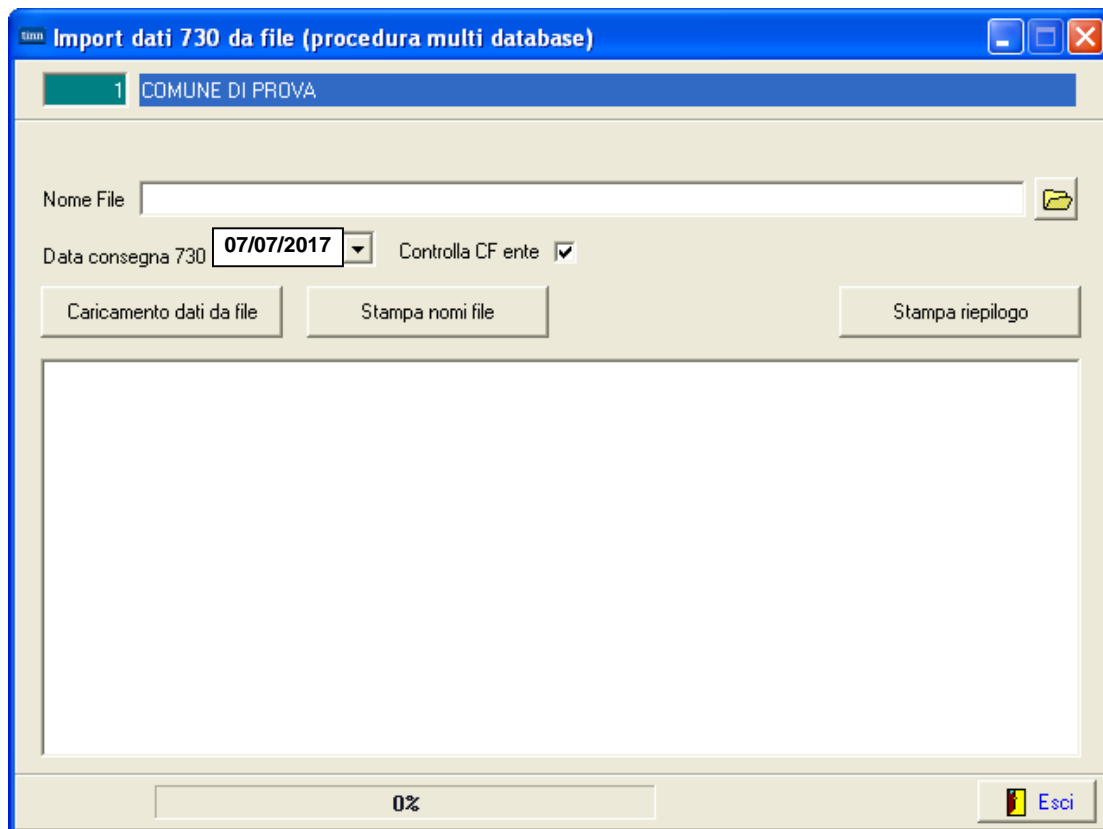 tinn Import dati 730 da file (procedura multi database)
1 COMUNE DI PROVA
Nome File
Data consegna 730 07/07/2017 Controlla CF ente
Caricamento dati da file Stampa nomi file Stampa riepilogo
0% Esci